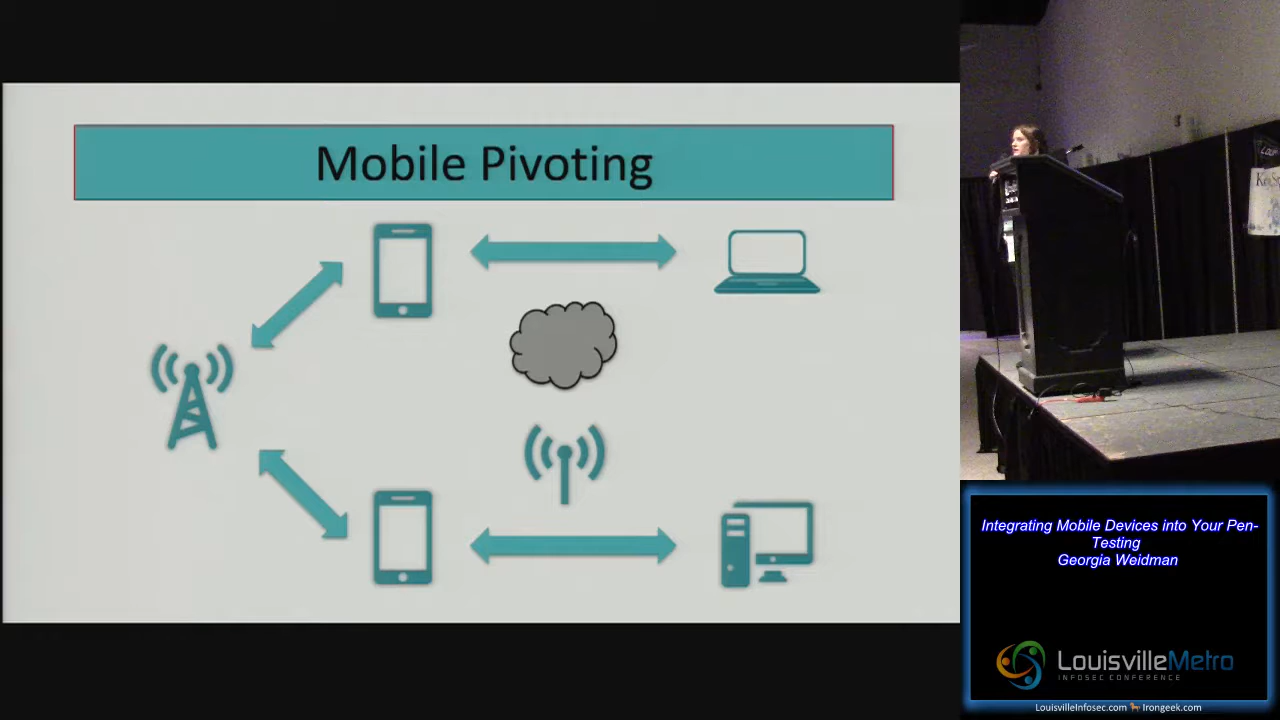 Mobile Pivoting
Integrating Mobile Devices into Your Pen-
Testing
Georgia Weidman
LouisvilleMetro
INFOSEC CONFERENCE
LouisvilleInfosec.com Irongeek.com